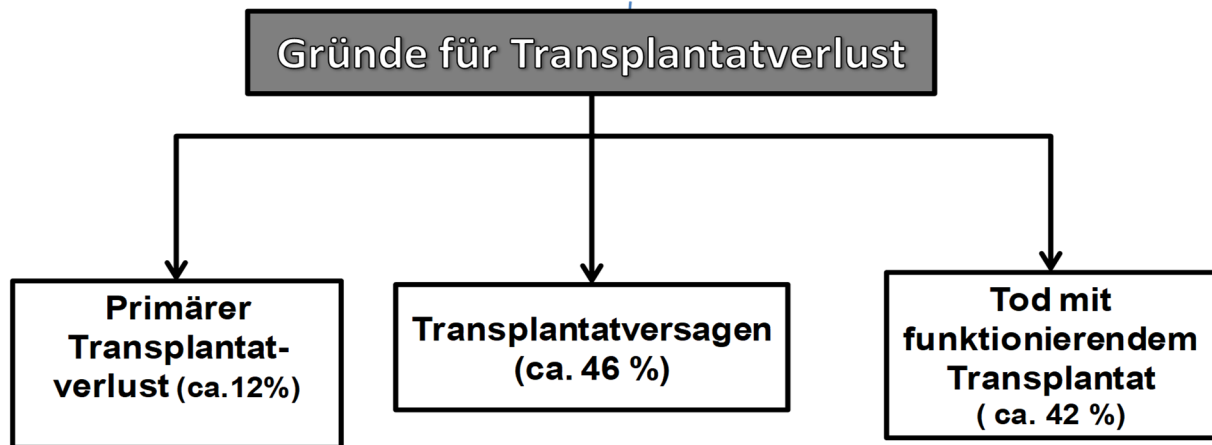 Gründe für Transplantatverlust
Primärer
Transplantat-
verlust (ca.12%)
Transplantatversagen
(ca. 46 %)
Tod mit
funktionierendem
Transplantat
( ca. 42 %)